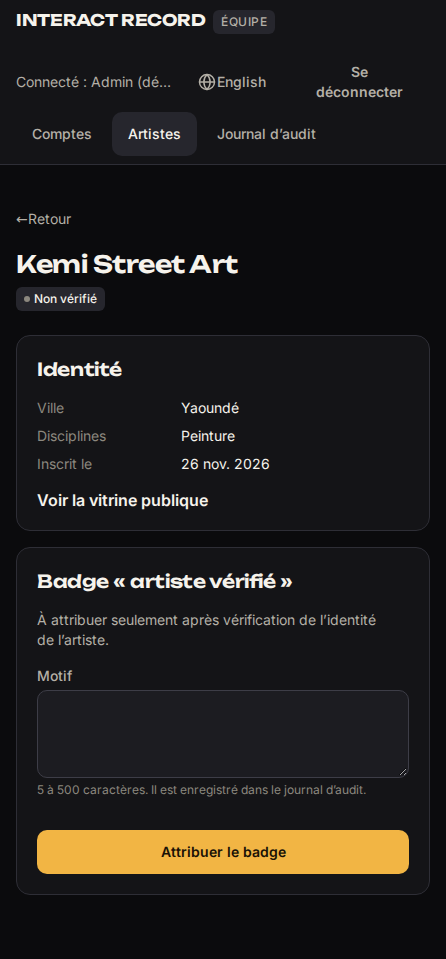 INTERACT RECORD ÉQUIPE
Connecté : Admin (dé...
English
Se
déconnecter
Comptes
Artistes
Journal d’audit
←Retour
Kemi Street Art
Non vérifié
Identité
Ville Yaoundé
Disciplines Peinture
Inscrit le 26 nov. 2026
Voir la vitrine publique
Badge « artiste vérifié »
À attribuer seulement après vérification de l’identité
de l’artiste.
Motif
5 à 500 caractères. Il est enregistré dans le journal d’audit.
Attribuer le badge